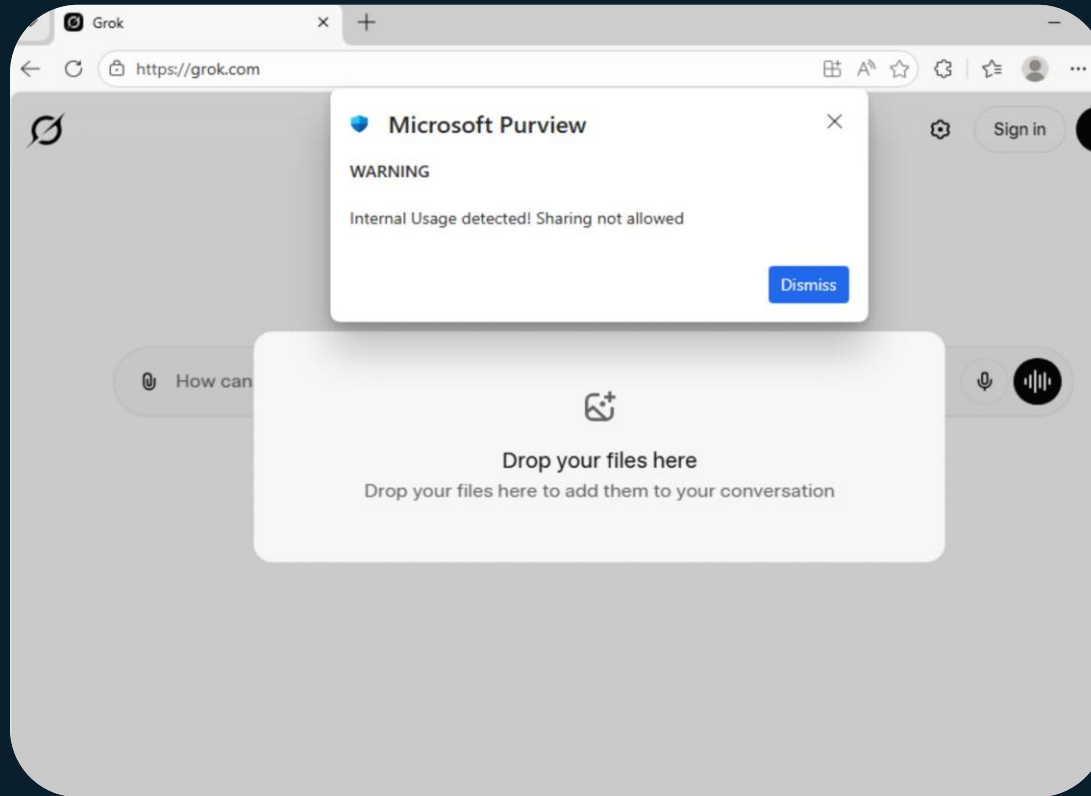 Grok
https://grok.com
Microsoft Purview
Sign in
WARNING
Internal Usage detected! Sharing not allowed
Dismiss
How can
Drop your files here
Drop your files here to add them to your conversation